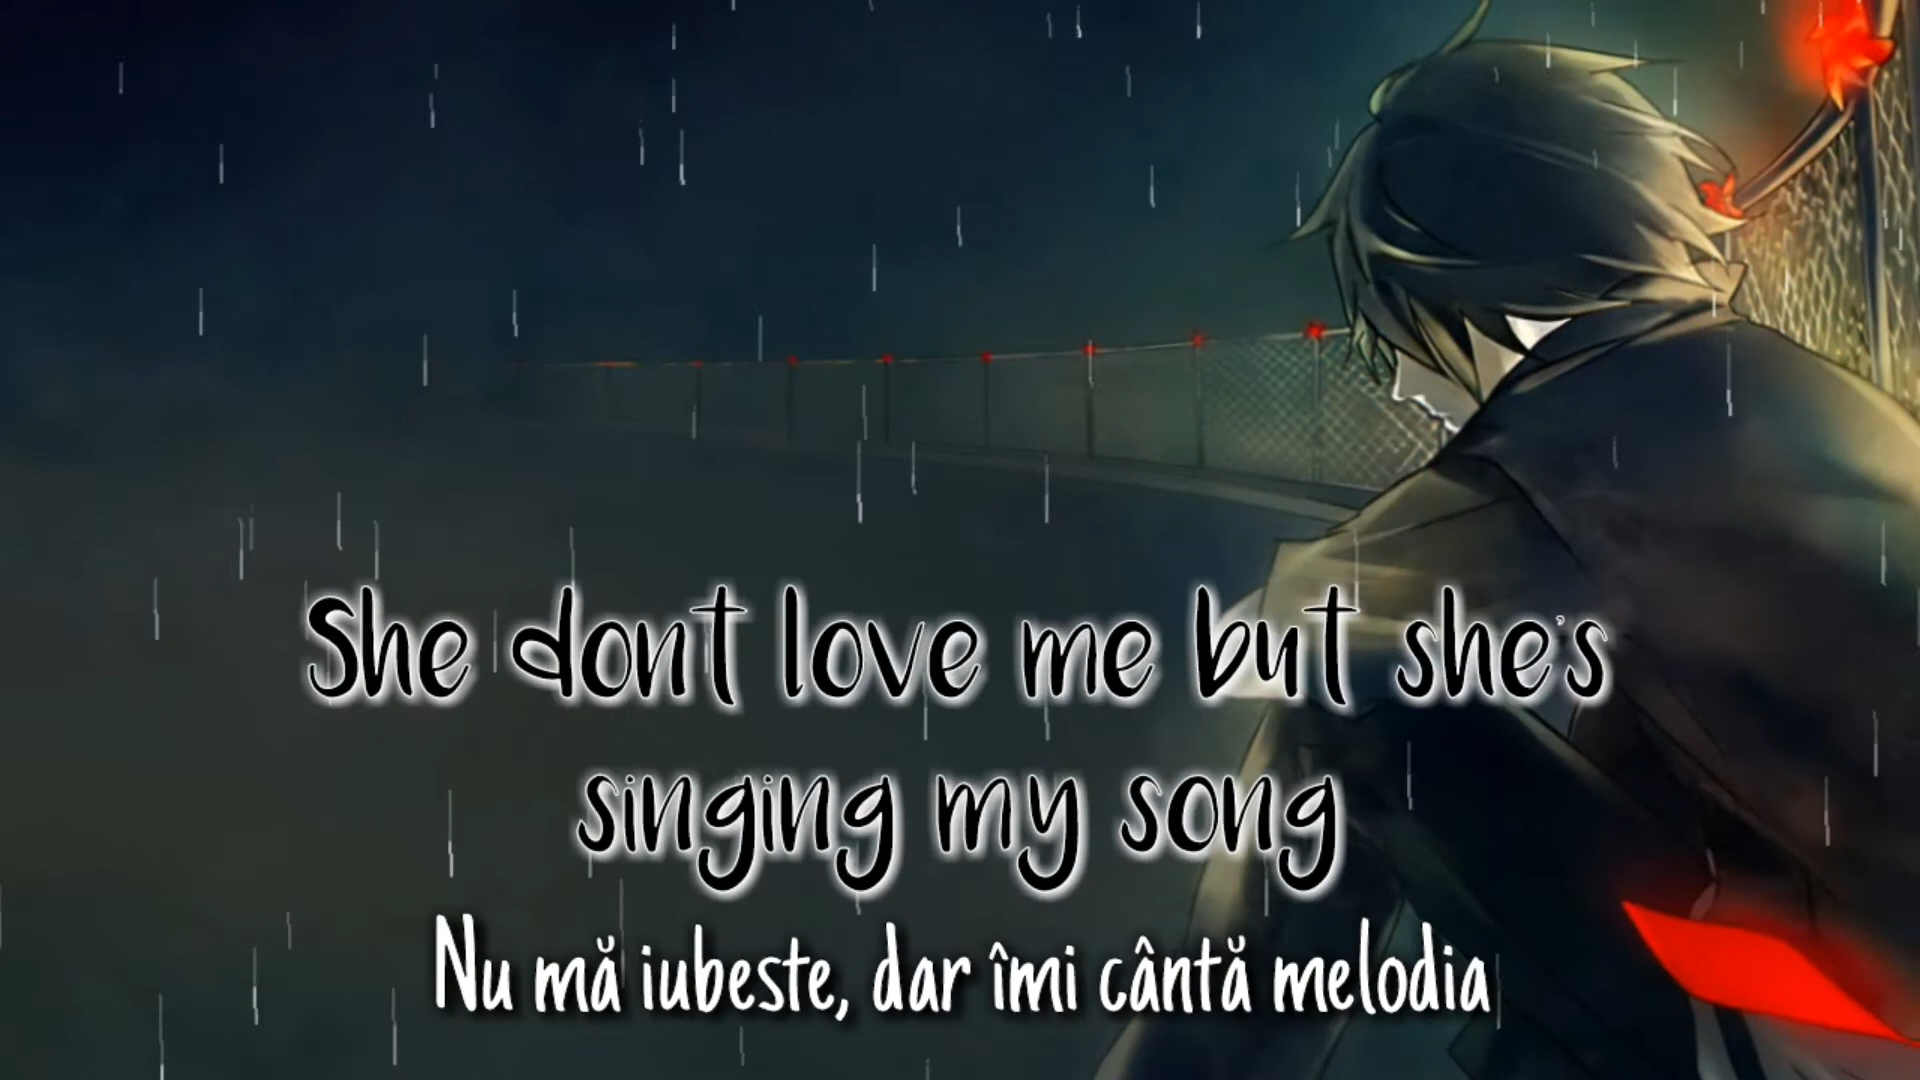 She dont love me but she's
singing my song
Nu mă iubeste, dar îmi cântă melodia